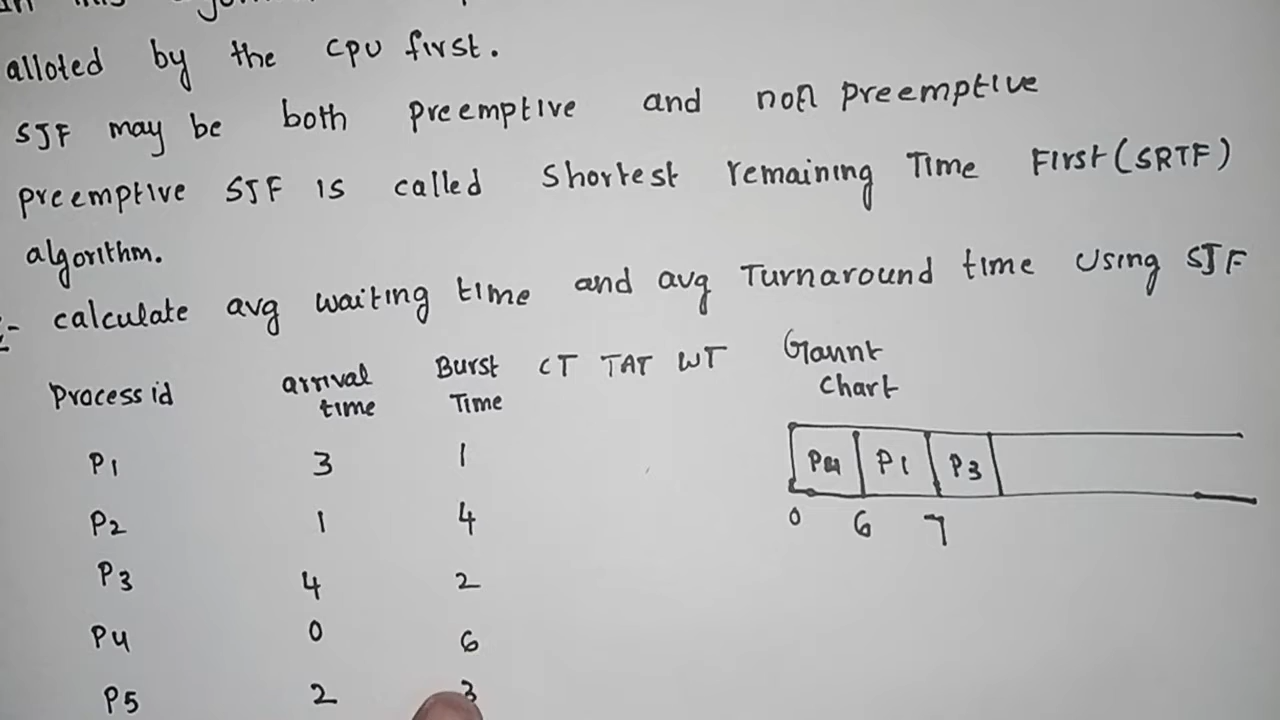 In this
alloted by the CPU first.
SJF may be both preemptive and non preemptive
preemptive SJF is called Shortest remaining Time First (SRTF)
algorithm.
calculate avg waiting time and avg Turnaround time using SJF
Process id arrival time Burst Time CT TAT WT
P1 3 1
P2 1 4
P3 4 2
P4 0 6
P5 2 3
Gannt
Chart
P4 P1 P3
0 6 7